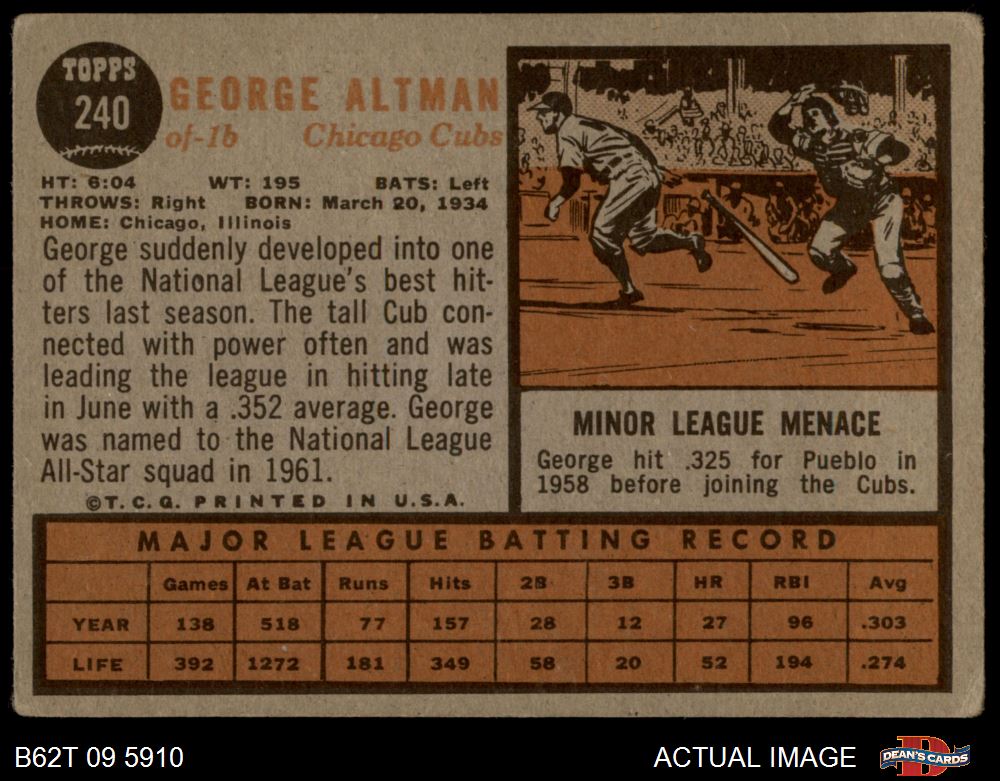 TOPPS
240
GEORGE ALTMAN
of-1b Chicago Cubs
HT: 6:04 WT: 195 BATS: Left
THROWS: Right BORN: March 20, 1934
HOME: Chicago, Illinois
George suddenly developed into one
of the National League's best hit-
ters last season. The tall Cub con-
nected with power often and was
leading the league in hitting late
in June with a .352 average. George
was named to the National League
All-Star squad in 1961.
©T.C.G. PRINTED IN U.S.A.
MINOR LEAGUE MENACE
George hit .325 for Pueblo in
1958 before joining the Cubs.
MAJOR LEAGUE BATTING RECORD
Games At Bat Runs Hits 2B 3B HR RBI Avg
YEAR 138 518 77 157 28 12 27 96 .303
LIFE 392 1272 181 349 58 20 52 194 .274
B62T 09 5910
ACTUAL IMAGE
DEAN'S CARDS